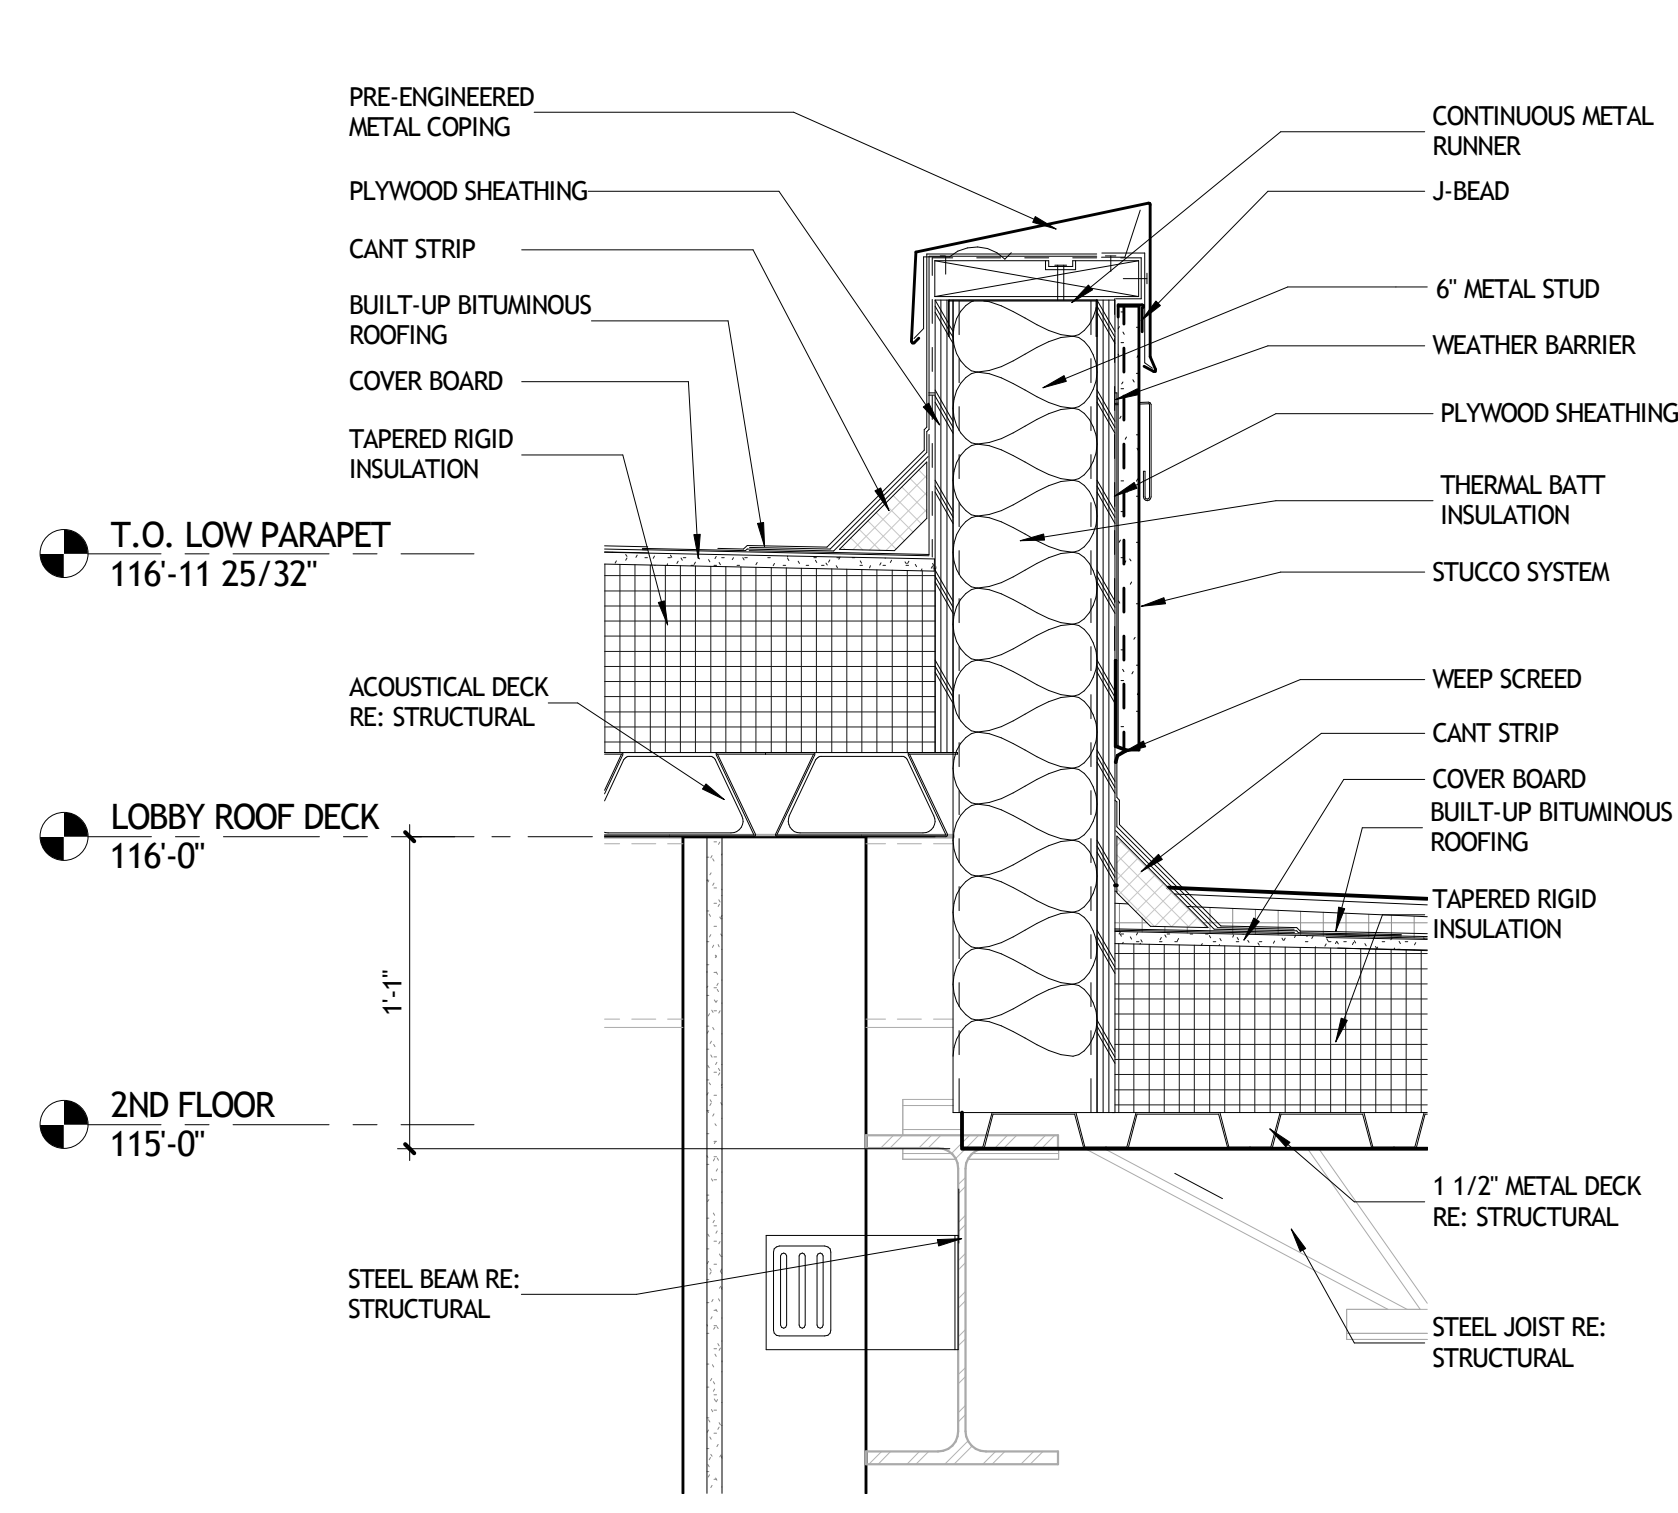 PRE-ENGINEERED
METAL COPING
PLYWOOD SHEATHING
CANT STRIP
BUILT-UP BITUMINOUS
ROOFING
COVER BOARD
TAPERED RIGID
INSULATION
T.O. LOW PARAPET
116'-11 25/32"
ACOUSTICAL DECK
RE: STRUCTURAL
LOBBY ROOF DECK
116'-0"
1'-1"
2ND FLOOR
115'-0"
STEEL BEAM RE:
STRUCTURAL
CONTINUOUS METAL
RUNNER
J-BEAD
6" METAL STUD
WEATHER BARRIER
PLYWOOD SHEATHING
THERMAL BATT
INSULATION
STUCCO SYSTEM
WEEP SCREED
CANT STRIP
COVER BOARD
BUILT-UP BITUMINOUS
ROOFING
TAPERED RIGID
INSULATION
1 1/2" METAL DECK
RE: STRUCTURAL
STEEL JOIST RE:
STRUCTURAL